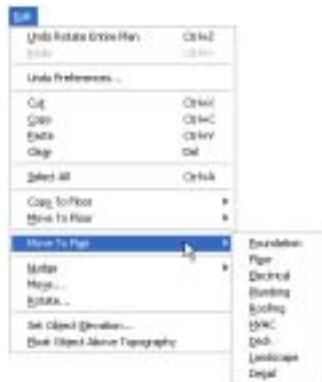 Edit
Undo Rotate Entire Plan Ctrl+Z
Undo Preferences...
Cut Ctrl+X
Copy Ctrl+C
Paste Ctrl+V
Clear Del
Select All Ctrl+A
Copy To Floor
Move To Floor
Move To Plan
Nudge
Move...
Rotate...
Set Object Elevation...
Float Object Above Topography
Foundation
Floor
Electrical
Plumbing
Roofing
HVAC
Deck
Landscape
Detail